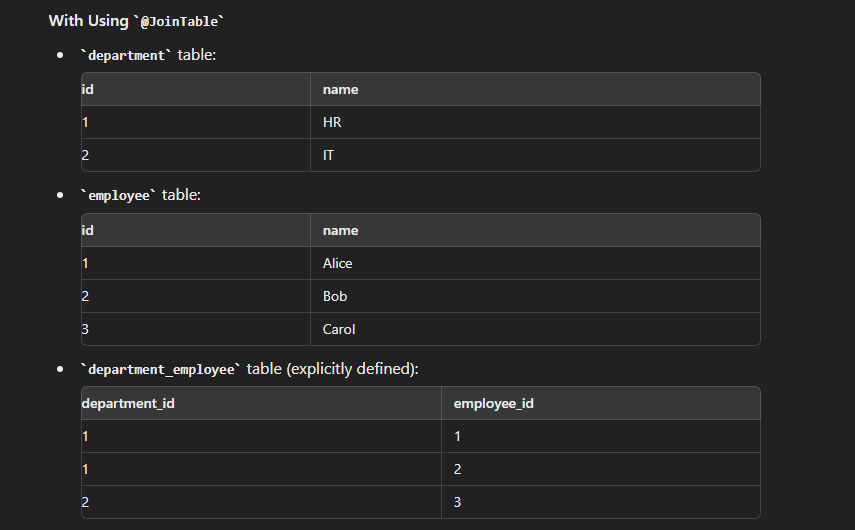 With Using `@JoinTable`
• `department` table:
id name
1 HR
2 IT
• `employee` table:
id name
1 Alice
2 Bob
3 Carol
• `department_employee` table (explicitly defined):
department_id employee_id
1 1
1 2
2 3